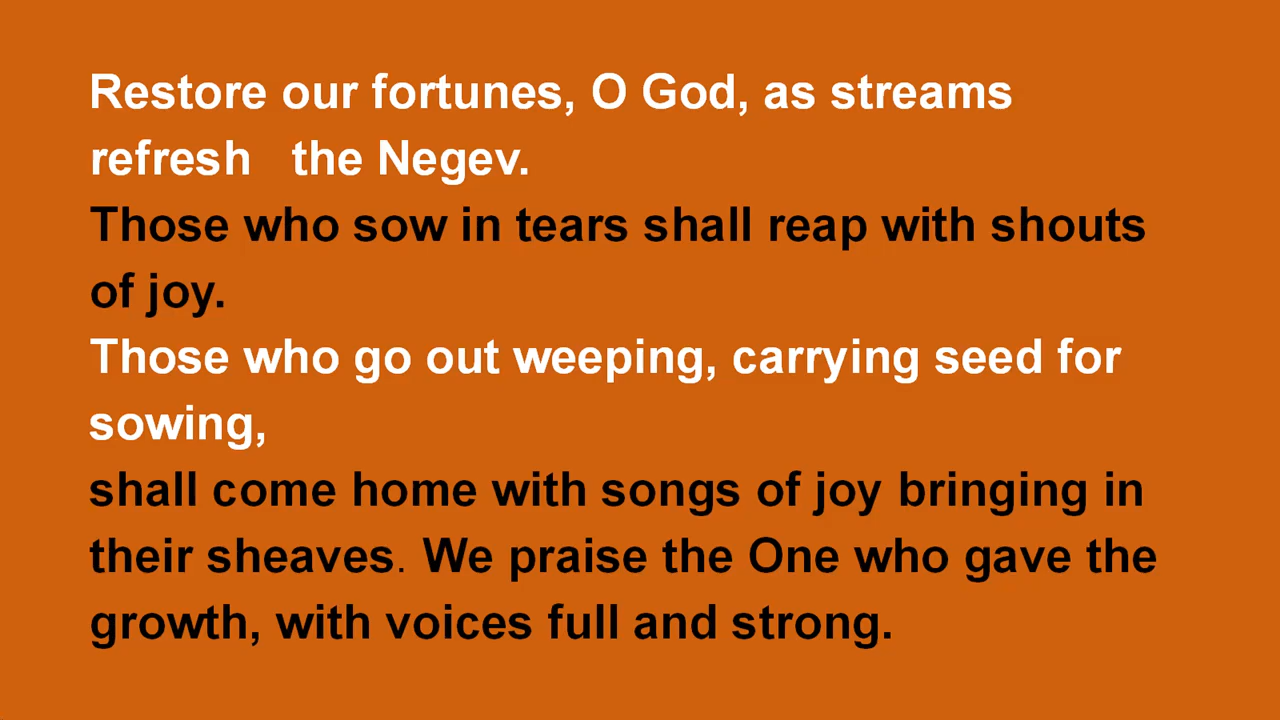 Restore our fortunes, O God, as streams
refresh   the Negev.
Those who sow in tears shall reap with shouts
of joy.
Those who go out weeping, carrying seed for
sowing,
shall come home with songs of joy bringing in
their sheaves. We praise the One who gave the
growth, with voices full and strong.